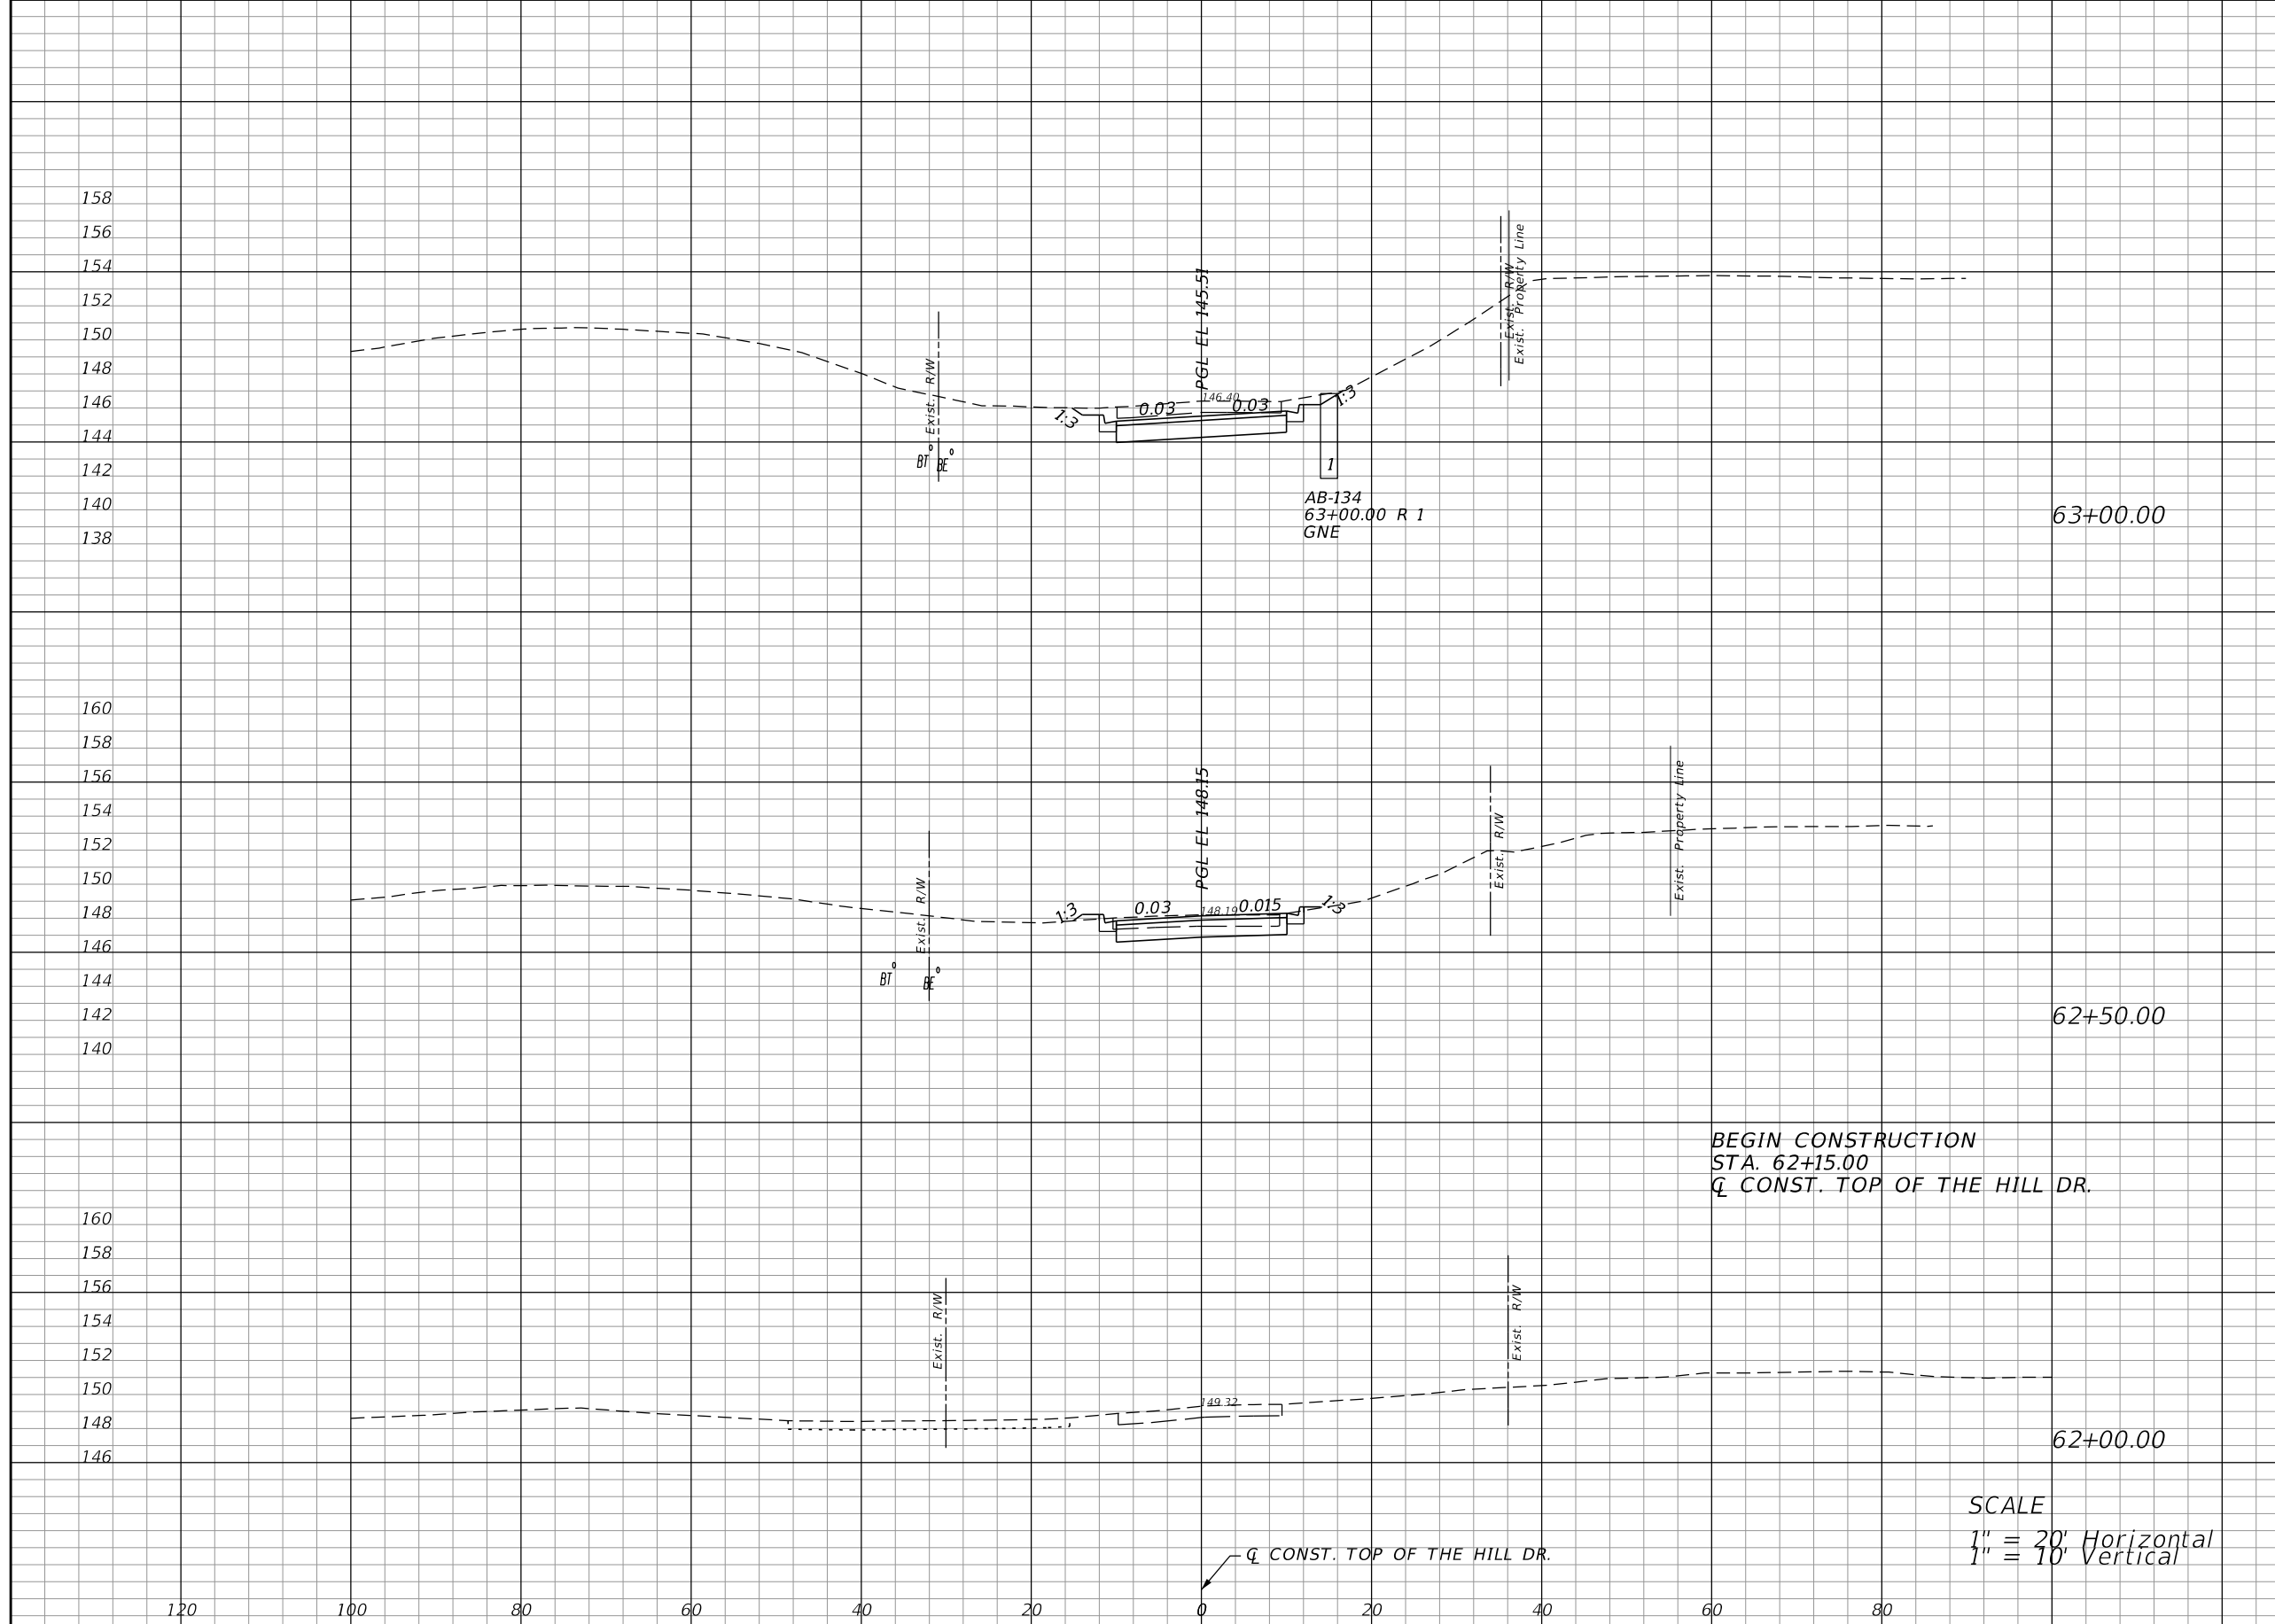 158
156
154
152
150
148
146
144
142
140
138
PGL EL 145.51
146.40
0.03
0.03
1:3
1:3
Exist. R/W
BT
BE
Exist. R/W
Exist. Property Line
1
AB-134
63+00.00 R 1
GNE
63+00.00
160
158
156
154
152
150
148
146
144
142
140
PGL EL 148.15
148.19
0.03
0.015
1:3
1:3
Exist. R/W
BT
BE
Exist. R/W
Exist. Property Line
62+50.00
BEGIN CONSTRUCTION
STA. 62+15.00
℄ CONST. TOP OF THE HILL DR.
160
158
156
154
152
150
148
146
Exist. R/W
149.32
Exist. R/W
62+00.00
SCALE
1" = 20' Horizontal
1" = 10' Vertical
℄ CONST. TOP OF THE HILL DR.
120 100 80 60 40 20 0 20 40 60 80